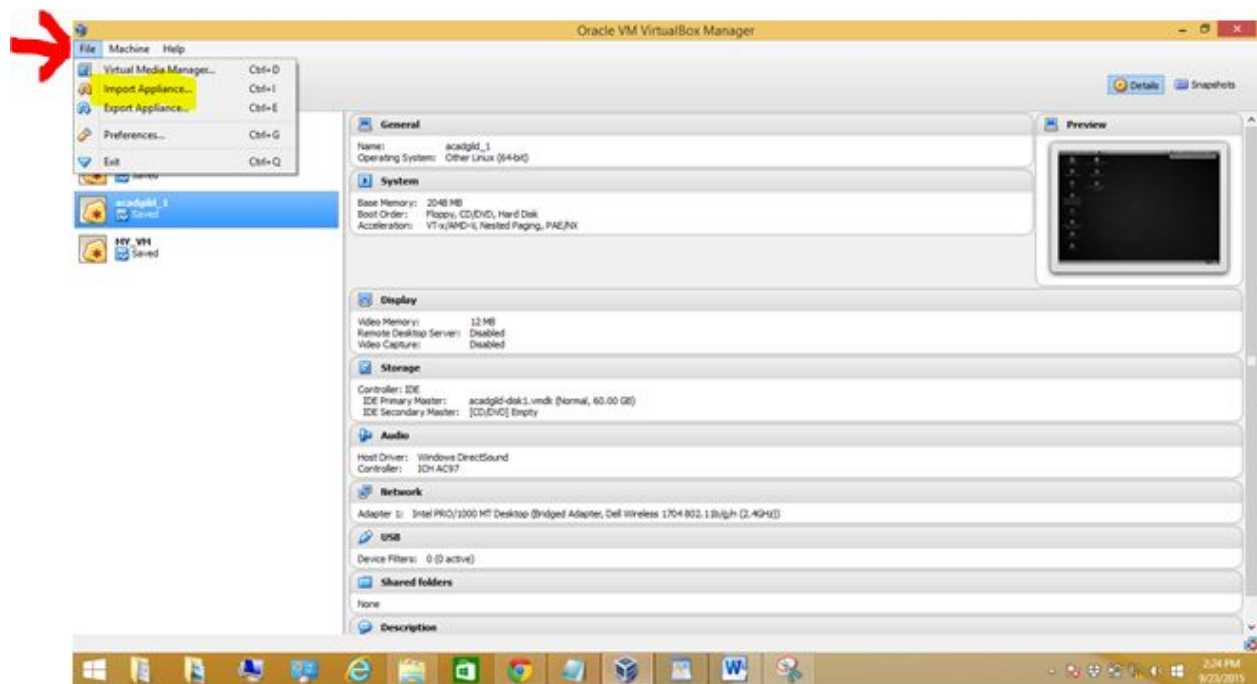 Oracle VM VirtualBox Manager
File Machine Help
Virtual Media Manager... Ctrl+D
Import Appliance... Ctrl+I
Export Appliance... Ctrl+E
Preferences... Ctrl+G
Exit Ctrl+Q
Details Snapshots
Saved
acadgild_1
Saved
MY_VM
Saved
General
Name: acadgild_1
Operating System: Other Linux (64-bit)
System
Base Memory: 2048 MB
Boot Order: Floppy, CD/DVD, Hard Disk
Acceleration: VT-x/AMD-V, Nested Paging, PAE/NX
Preview
Display
Video Memory: 12 MB
Remote Desktop Server: Disabled
Video Capture: Disabled
Storage
Controller: IDE
IDE Primary Master: acadgild-disk1.vmdk (Normal, 60.00 GB)
IDE Secondary Master: [CD/DVD] Empty
Audio
Host Driver: Windows DirectSound
Controller: ICH AC97
Network
Adapter 1: Intel PRO/1000 MT Desktop (Bridged Adapter, Dell Wireless 1704 802.11b/g/n (2.4GHz))
USB
Device Filters: 0 (0 active)
Shared folders
None
Description
2:24 PM
9/23/2015